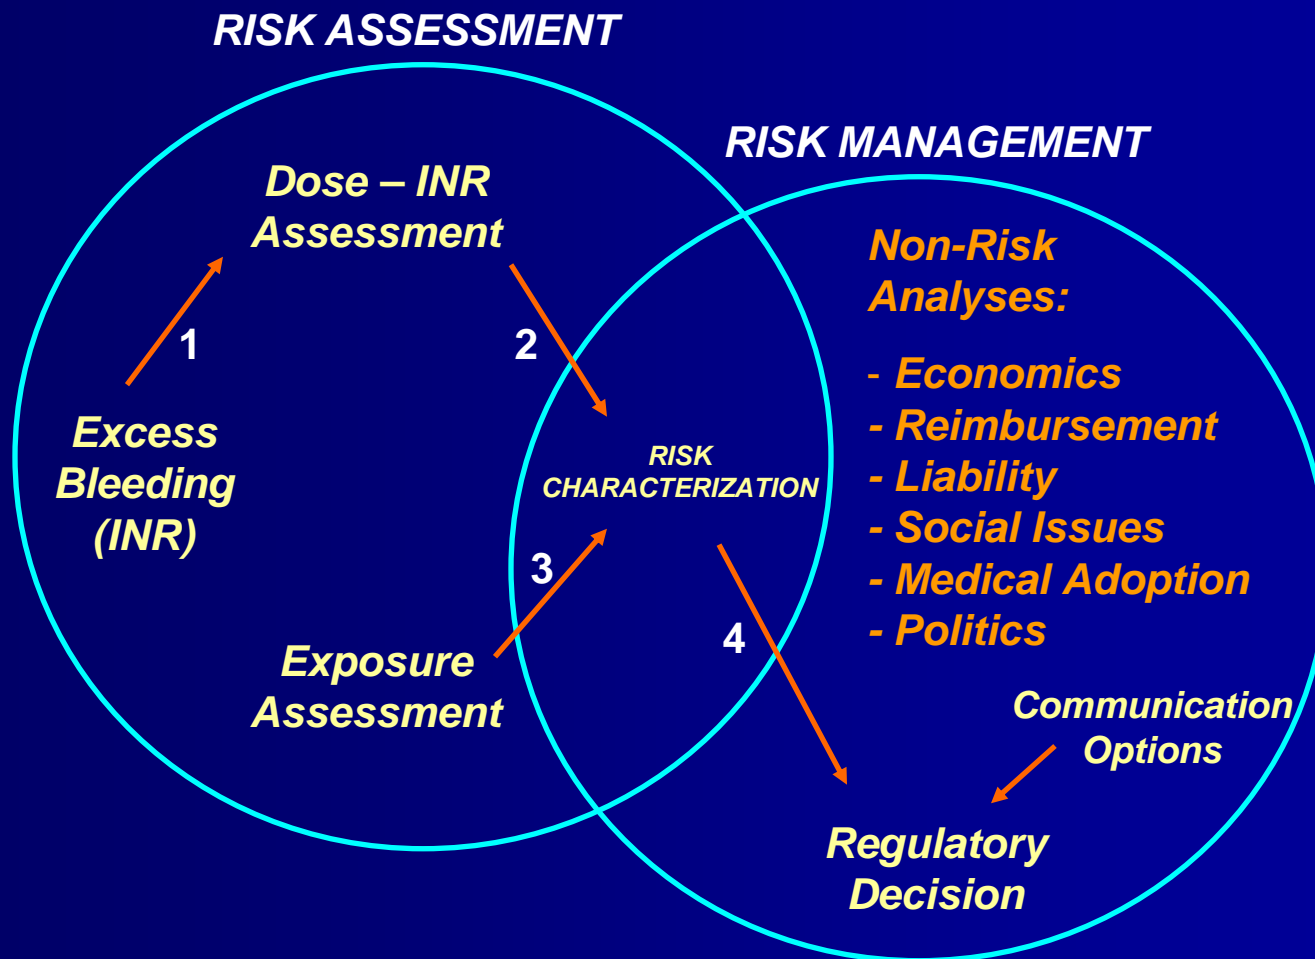 RISK ASSESSMENT
RISK MANAGEMENT
Dose – INR
Assessment
1
2
Excess
Bleeding
(INR)
RISK
CHARACTERIZATION
3
Exposure
Assessment
4
Non-Risk
Analyses:
- Economics
- Reimbursement
- Liability
- Social Issues
- Medical Adoption
- Politics
Communication
Options
Regulatory
Decision